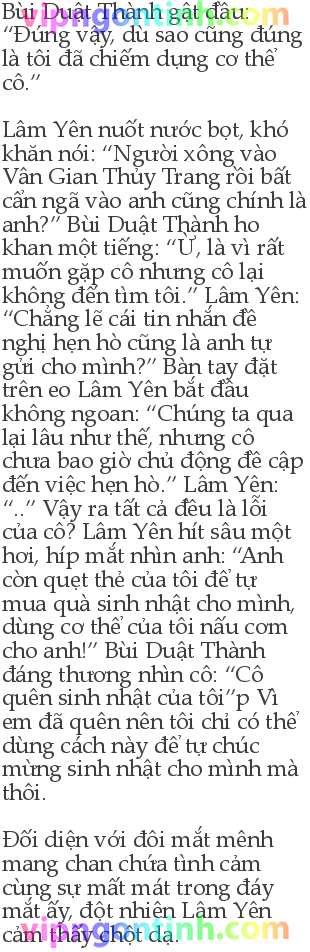 Bùi Duật Thành gật đầu:
“Đúng vậy, dù sao cũng đúng
là tôi đã chiếm dụng cơ thể
cô.”
Lâm Yên nuốt nước bọt, khó
khăn nói: “Người xông vào
Vân Gian Thủy Trang rồi bất
cẩn ngã vào anh cũng chính là
anh?” Bùi Duật Thành ho
khan một tiếng: “Ừ, là vì rất
muốn gặp cô nhưng cô lại
không đến tìm tôi.” Lâm Yên:
“Chẳng lẽ cái tin nhắn đề
nghị hẹn hò cũng là anh tự
gửi cho mình?” Bàn tay đặt
trên eo Lâm Yên bắt đầu
không ngoan: “Chúng ta qua
lại lâu như thế, nhưng cô
chưa bao giờ chủ động đề cập
đến việc hẹn hò.” Lâm Yên:
“..” Vậy ra tất cả đều là lỗi
của cô? Lâm Yên hít sâu một
hơi, híp mắt nhìn anh: “Anh
còn quẹt thẻ của tôi để tự
mua quà sinh nhật cho mình,
dùng cơ thể của tôi nấu cơm
cho anh!” Bùi Duật Thành
đáng thương nhìn cô: “Cô
quên sinh nhật của tôi”p Vì
em đã quên nên tôi chỉ có thể
dùng cách này để tự chúc
mừng sinh nhật cho mình mà
thôi.
Đối diện với đôi mắt mênh
mang chan chứa tình cảm
cùng sự mất mát trong đáy
mắt ấy, đột nhiên Lâm Yên
cảm thấy chột dạ.
vipngontinh.com
vipngontinh.com